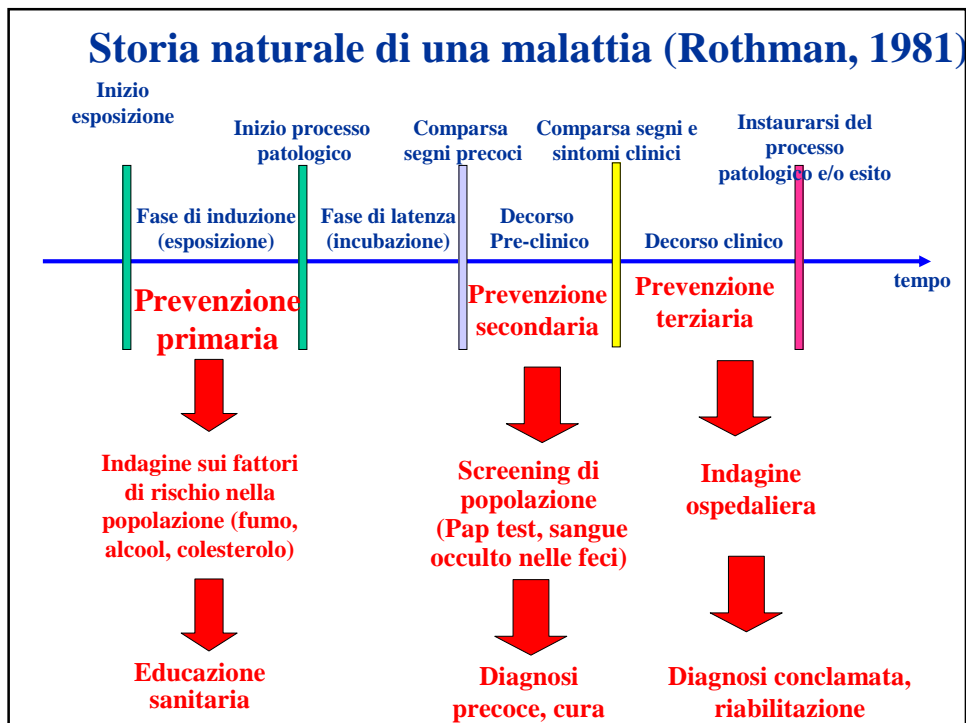 Storia naturale di una malattia (Rothman, 1981)
Inizio
esposizione
Inizio processo
patologico
Comparsa
segni precoci
Comparsa segni e
sintomi clinici
Instaurarsi del
processo
patologico e/o esito
Fase di induzione
(esposizione)
Fase di latenza
(incubazione)
Decorso
Pre-clinico
Decorso clinico
tempo
Prevenzione
primaria
Prevenzione
secondaria
Prevenzione
terziaria
Indagine sui fattori
di rischio nella
popolazione (fumo,
alcool, colesterolo)
Screening di
popolazione
(Pap test, sangue
occulto nelle feci)
Indagine
ospedaliera
Educazione
sanitaria
Diagnosi
precoce, cura
Diagnosi conclamata,
riabilitazione